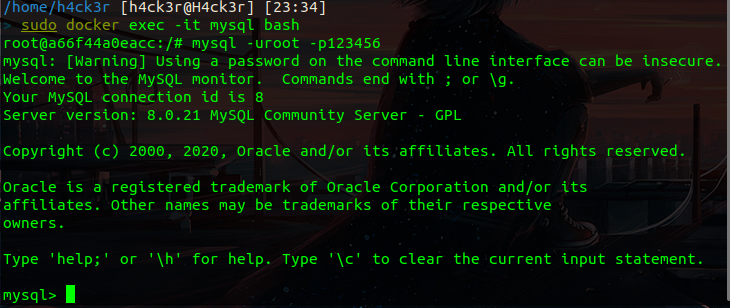 /home/h4ck3r [h4ck3r@H4ck3r] [23:34]
> sudo docker exec -it mysql bash
root@a66f44a0eacc:/# mysql -uroot -p123456
mysql: [Warning] Using a password on the command line interface can be insecure.
Welcome to the MySQL monitor.  Commands end with ; or \g.
Your MySQL connection id is 8
Server version: 8.0.21 MySQL Community Server - GPL
Copyright (c) 2000, 2020, Oracle and/or its affiliates. All rights reserved.
Oracle is a registered trademark of Oracle Corporation and/or its
affiliates. Other names may be trademarks of their respective
owners.
Type 'help;' or '\h' for help. Type '\c' to clear the current input statement.
mysql>